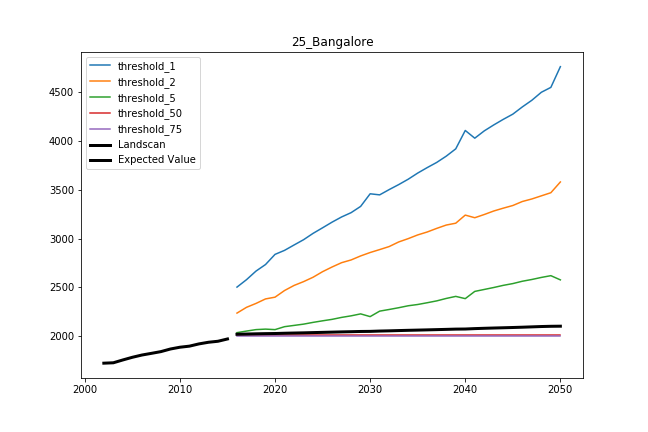 25_Bangalore
threshold_1
threshold_2
threshold_5
threshold_50
threshold_75
Landscan
Expected Value
4500
4000
3500
3000
2500
2000
2000 2010 2020 2030 2040 2050